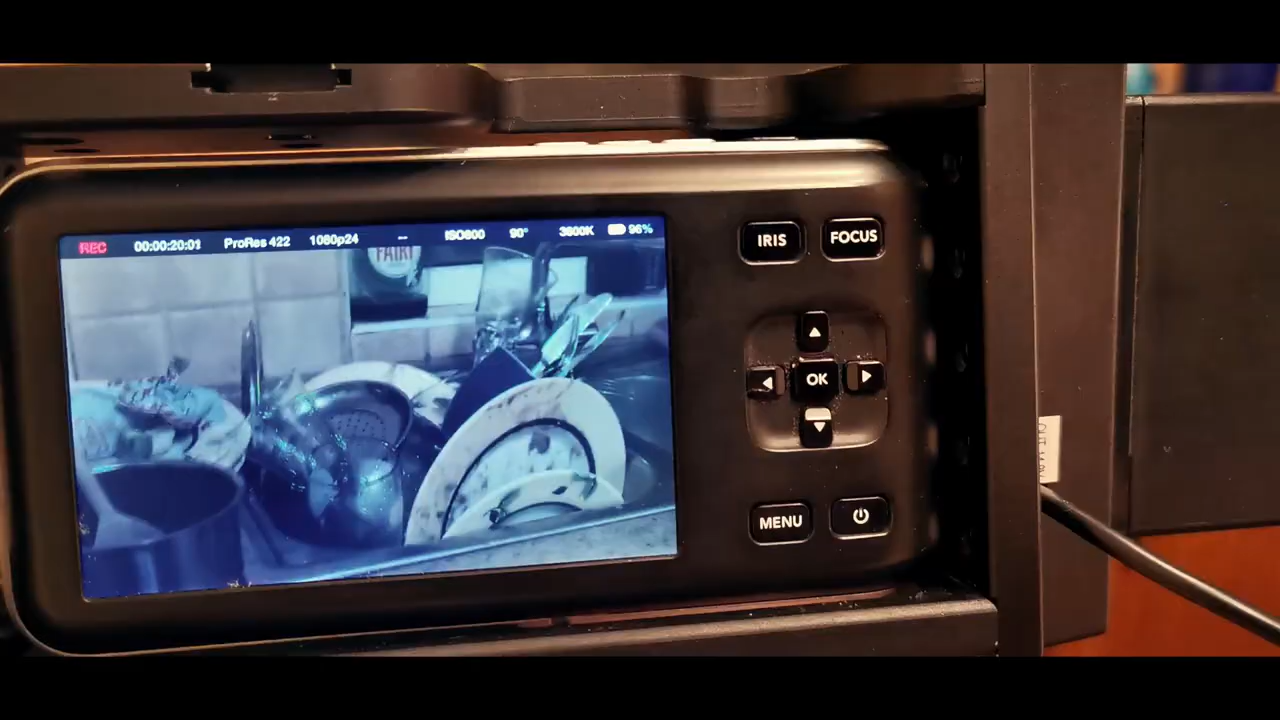 REC 00:00:20:01 ProRes 422 1080p24 -- ISO800 90° 3800K 96%
FAIRY
IRIS FOCUS
OK
MENU